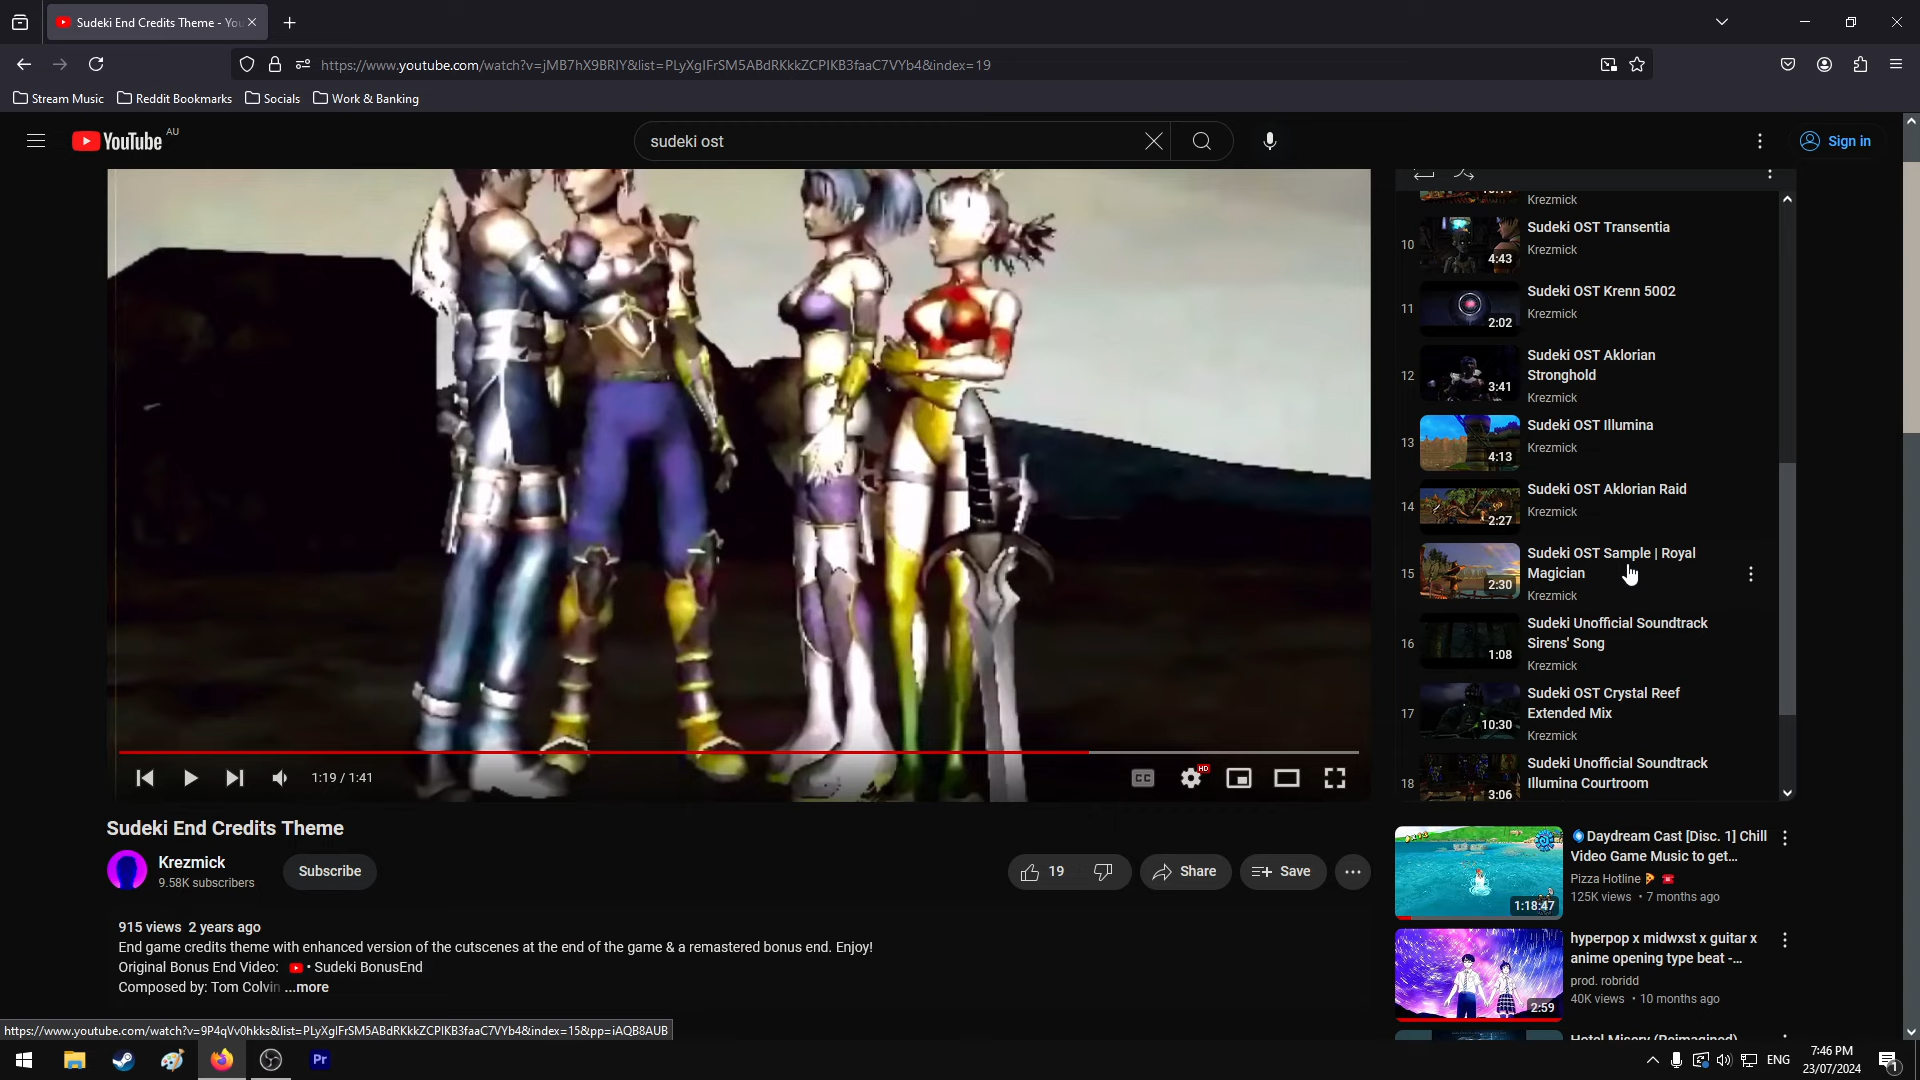 Sudeki End Credits Theme - You
https://www.youtube.com/watch?v=jMB7hX9BRIY&list=PLyXgIFrSM5ABdRKkkZCPIKB3faaC7VYb4&index=19
Stream Music
Reddit Bookmarks
Socials
Work & Banking
YouTube AU
sudeki ost
Sign in
Krezmick
10
4:43
Sudeki OST Transentia
Krezmick
11
2:02
Sudeki OST Krenn 5002
Krezmick
12
3:41
Sudeki OST Aklorian
Stronghold
Krezmick
13
4:13
Sudeki OST Illumina
Krezmick
14
2:27
Sudeki OST Aklorian Raid
Krezmick
15
2:30
Sudeki OST Sample | Royal
Magician
Krezmick
16
1:08
Sudeki Unofficial Soundtrack
Sirens' Song
Krezmick
17
10:30
Sudeki OST Crystal Reef
Extended Mix
Krezmick
18
3:06
Sudeki Unofficial Soundtrack
Illumina Courtroom
1:19 / 1:41
CC
HD
Sudeki End Credits Theme
Krezmick
9.58K subscribers
Subscribe
19
Share
Save
915 views 2 years ago
End game credits theme with enhanced version of the cutscenes at the end of the game & a remastered bonus end. Enjoy!
Original Bonus End Video: • Sudeki BonusEnd
Composed by: Tom Colvin ...more
1:18:47
Daydream Cast [Disc. 1] Chill
Video Game Music to get...
Pizza Hotline
125K views • 7 months ago
2:59
hyperpop x midwxst x guitar x
anime opening type beat -...
prod. robridd
40K views • 10 months ago
Hotel Misery (Reimagined)
https://www.youtube.com/watch?v=9P4qVv0hkks&list=PLyXgIFrSM5ABdRKkkZCPIKB3faaC7VYb4&index=15&pp=iAQB8AUB
Pr
ENG
7:46 PM
23/07/2024
1